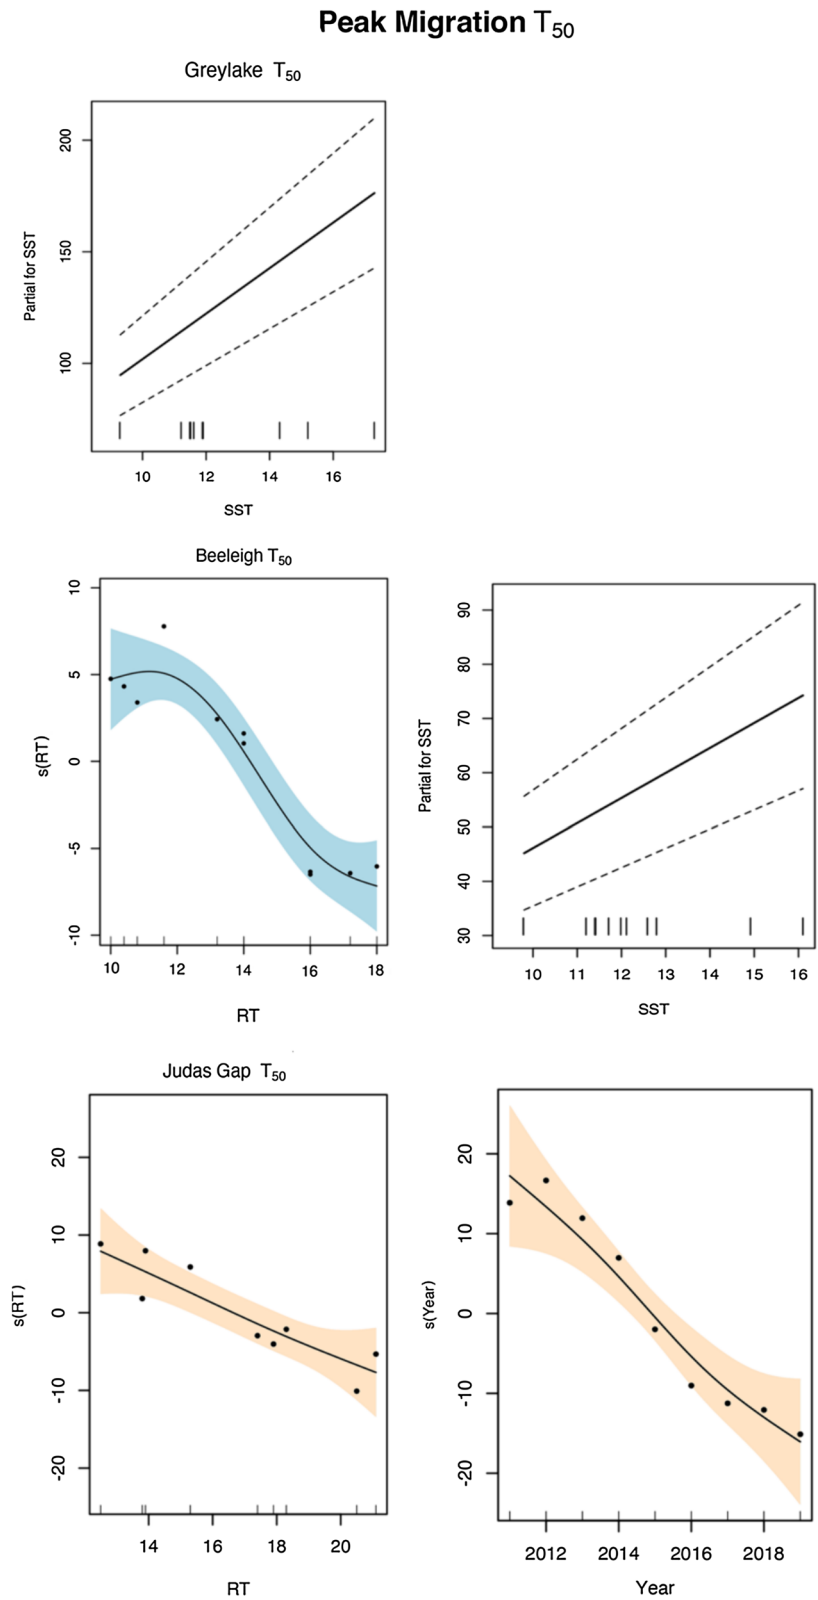 Peak Migration T50
Greylake T50
200
150
100
Partial for SST
10 12 14 16
SST
Beeleigh T50
10
5
0
-5
-10
s(RT)
10 12 14 16 18
RT
90
80
70
60
50
40
30
Partial for SST
10 11 12 13 14 15 16
SST
Judas Gap T50
20
10
0
-10
-20
s(RT)
14 16 18 20
RT
20
10
0
-10
-20
s(Year)
2012 2014 2016 2018
Year